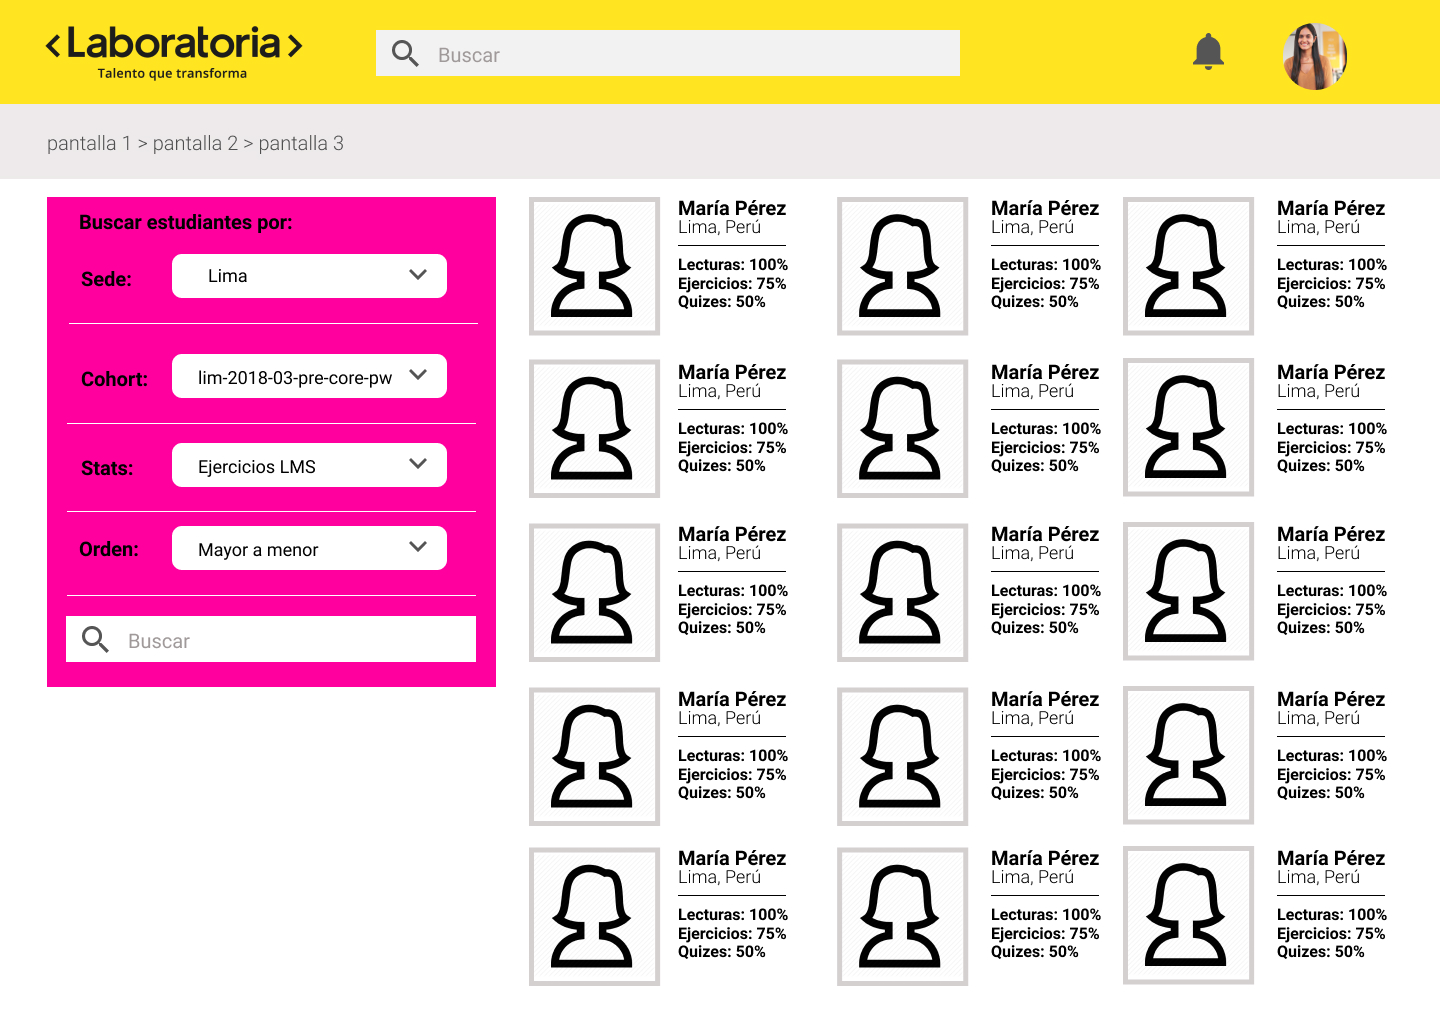 <Laboratoria>
Talento que transforma
Buscar
pantalla 1 > pantalla 2 > pantalla 3
Buscar estudiantes por:
Sede:
Lima
Cohort:
lim-2018-03-pre-core-pw
Stats:
Ejercicios LMS
Orden:
Mayor a menor
Buscar
María Pérez
Lima, Perú
Lecturas: 100%
Ejercicios: 75%
Quizes: 50%
María Pérez
Lima, Perú
Lecturas: 100%
Ejercicios: 75%
Quizes: 50%
María Pérez
Lima, Perú
Lecturas: 100%
Ejercicios: 75%
Quizes: 50%
María Pérez
Lima, Perú
Lecturas: 100%
Ejercicios: 75%
Quizes: 50%
María Pérez
Lima, Perú
Lecturas: 100%
Ejercicios: 75%
Quizes: 50%
María Pérez
Lima, Perú
Lecturas: 100%
Ejercicios: 75%
Quizes: 50%
María Pérez
Lima, Perú
Lecturas: 100%
Ejercicios: 75%
Quizes: 50%
María Pérez
Lima, Perú
Lecturas: 100%
Ejercicios: 75%
Quizes: 50%
María Pérez
Lima, Perú
Lecturas: 100%
Ejercicios: 75%
Quizes: 50%
María Pérez
Lima, Perú
Lecturas: 100%
Ejercicios: 75%
Quizes: 50%
María Pérez
Lima, Perú
Lecturas: 100%
Ejercicios: 75%
Quizes: 50%
María Pérez
Lima, Perú
Lecturas: 100%
Ejercicios: 75%
Quizes: 50%
María Pérez
Lima, Perú
Lecturas: 100%
Ejercicios: 75%
Quizes: 50%
María Pérez
Lima, Perú
Lecturas: 100%
Ejercicios: 75%
Quizes: 50%
María Pérez
Lima, Perú
Lecturas: 100%
Ejercicios: 75%
Quizes: 50%